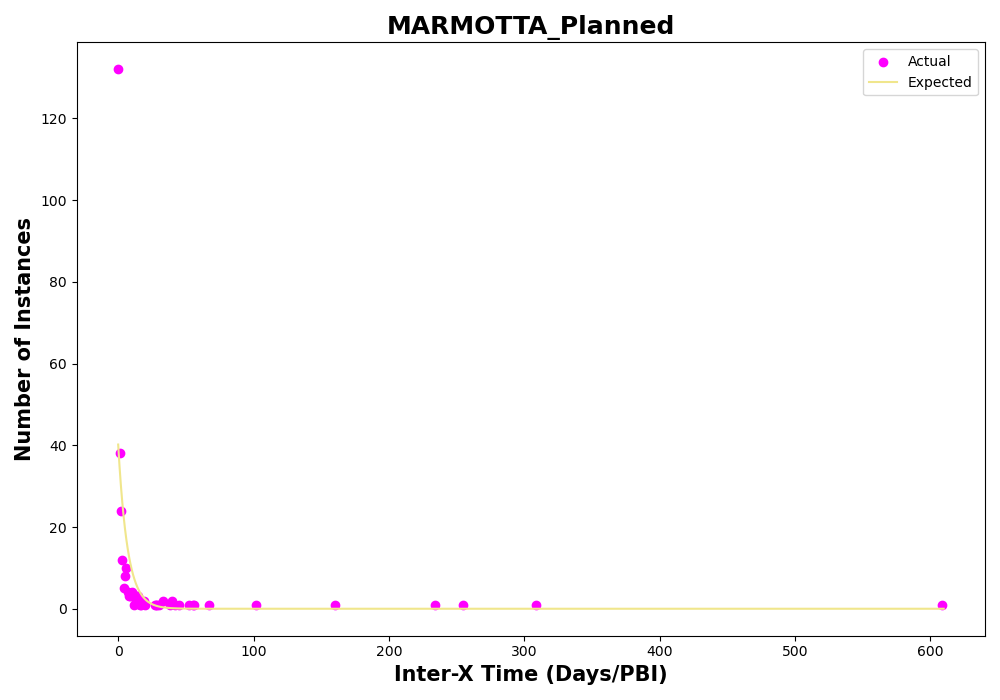 MARMOTTA_Planned
Actual
Expected
Number of Instances
120
100
80
60
40
20
0
0 100 200 300 400 500 600
Inter-X Time (Days/PBI)